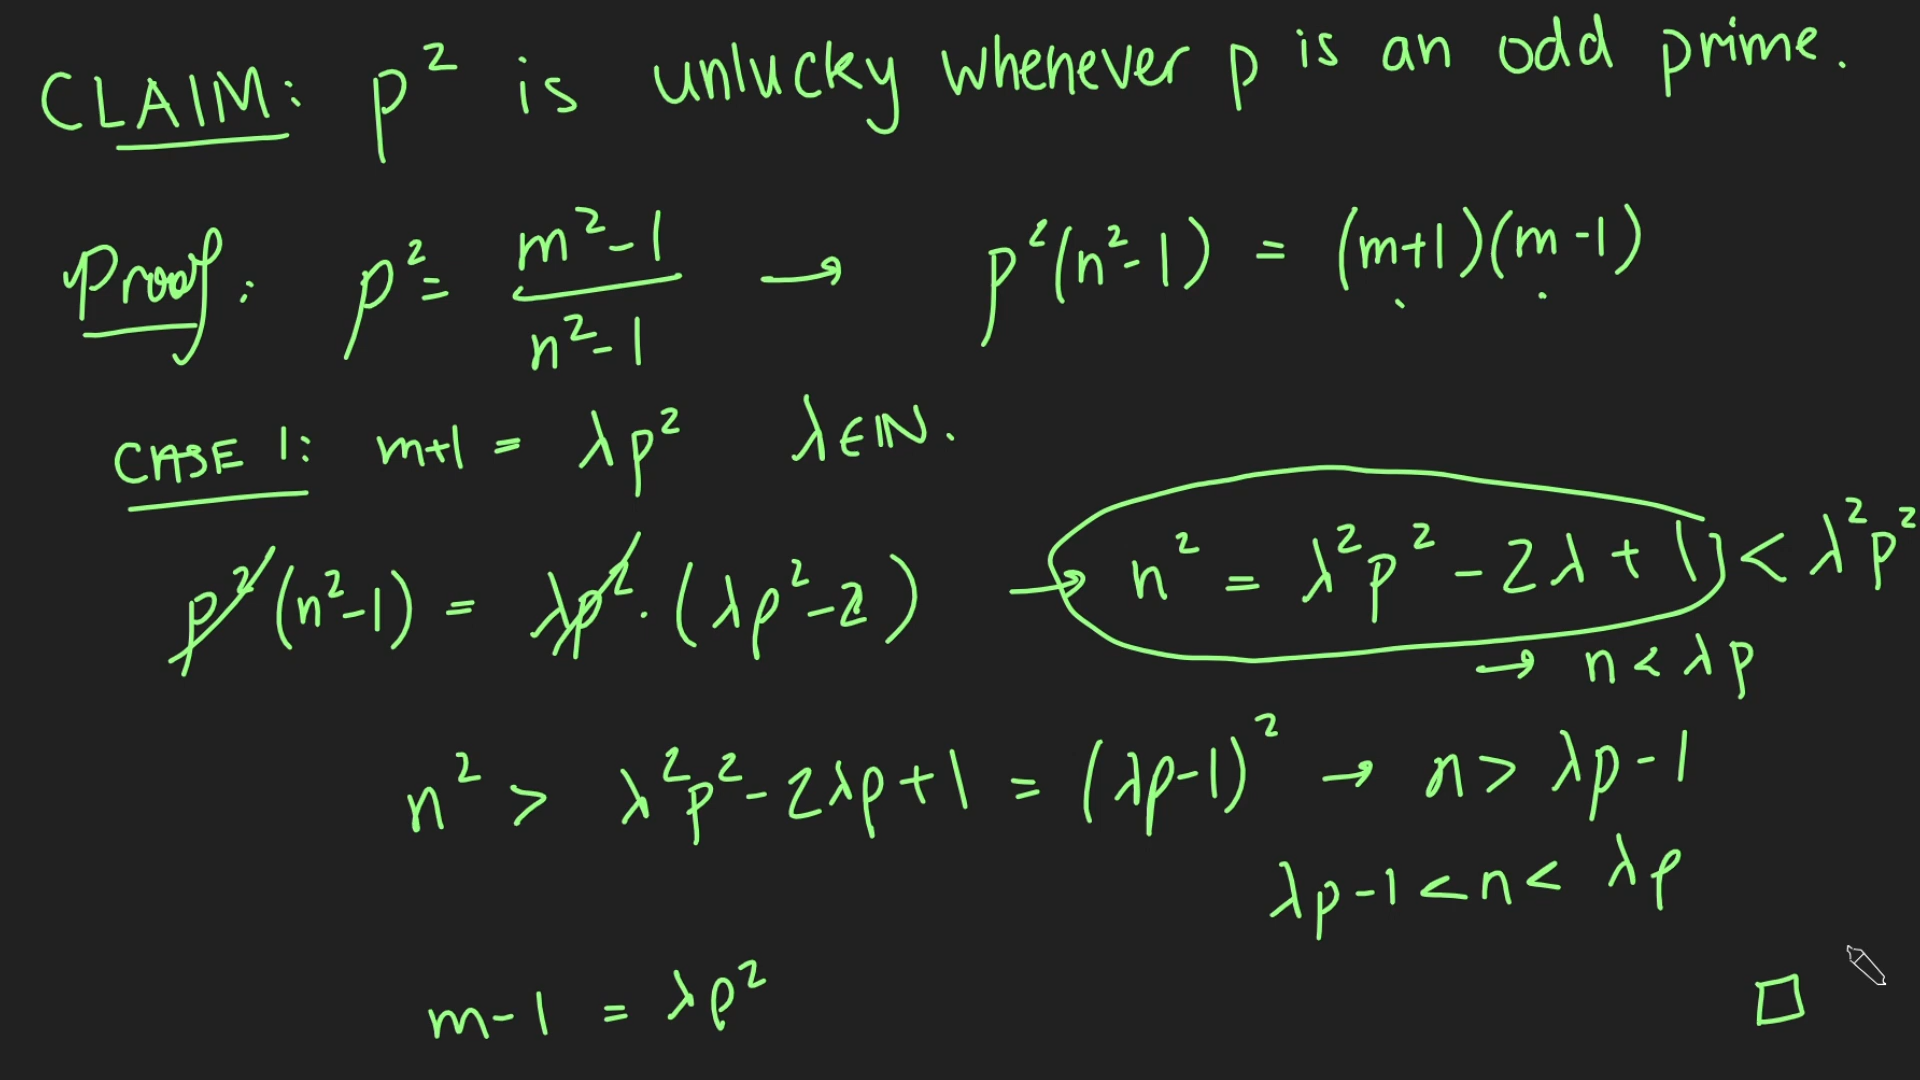 CLAIM: p² is unlucky whenever p is an odd prime.
Proof: p² = (m²-1)/(n²-1) → p²(n²-1) = (m+1)(m-1)
CASE 1: m+1 = λp² λ∈ℕ.
p²(n²-1) = λp² · (λp²-2) → n² = λ²p² - 2λ + 1 < λ²p²
→ n < λp
n² > λ²p² - 2λp + 1 = (λp-1)² → n > λp - 1
λp-1 < n < λp
m-1 = λp² □